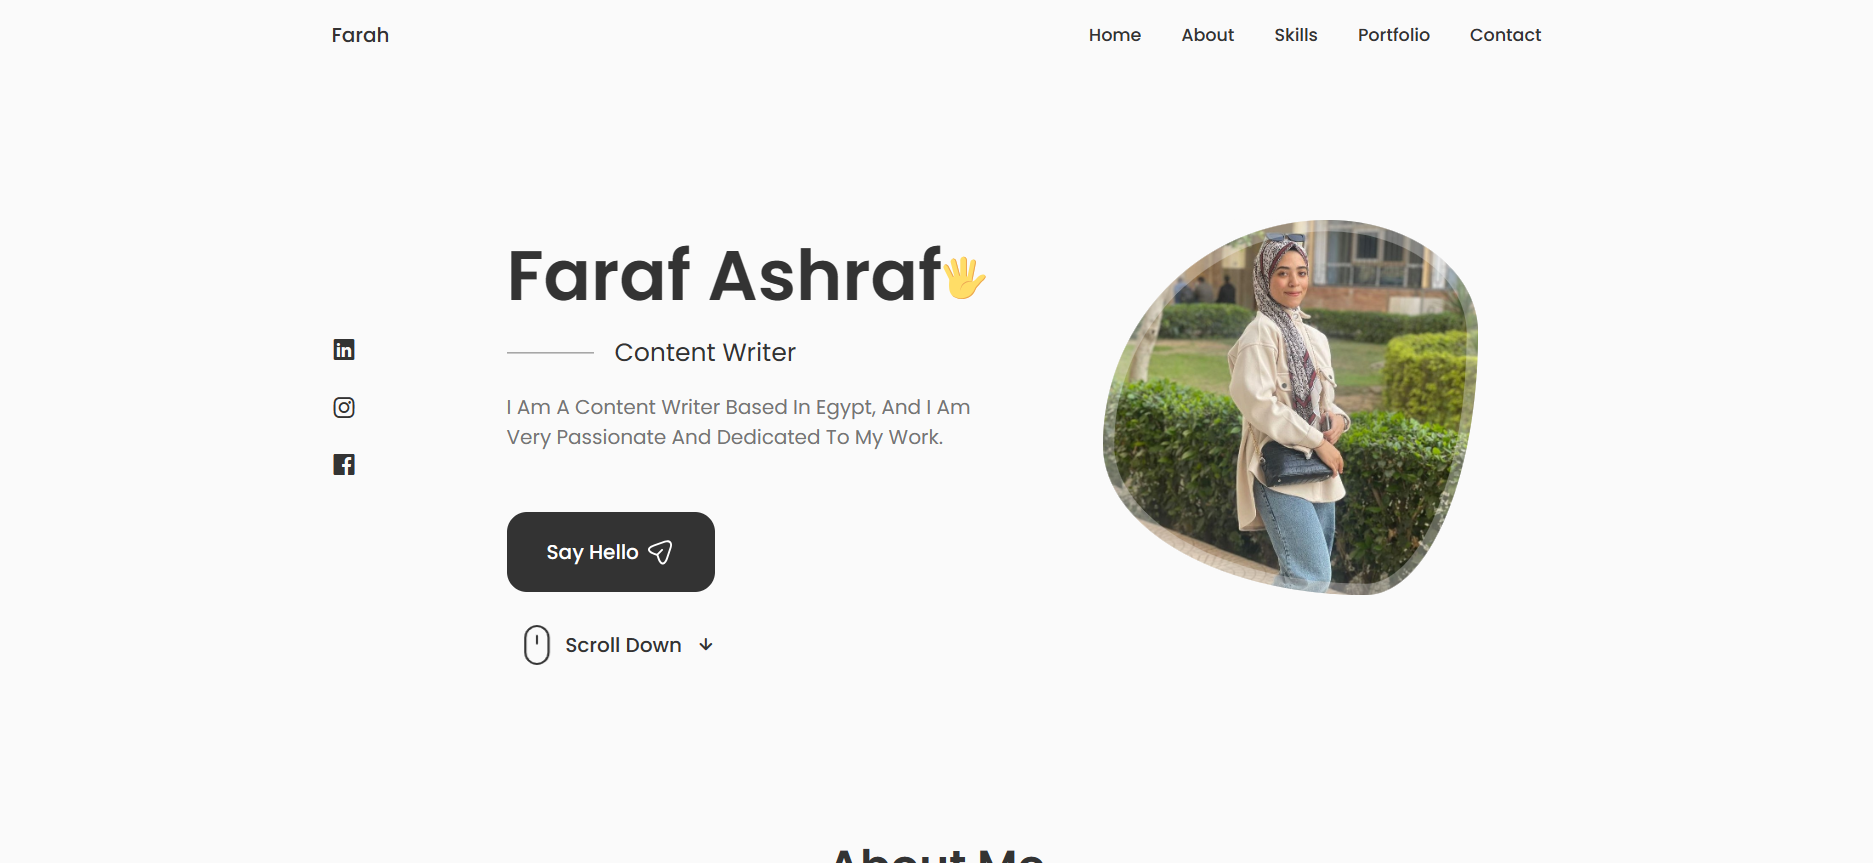 Farah
Home About Skills Portfolio Contact
Faraf Ashraf🖐
Content Writer
I Am A Content Writer Based In Egypt, And I Am
Very Passionate And Dedicated To My Work.
Say Hello
Scroll Down
About Me